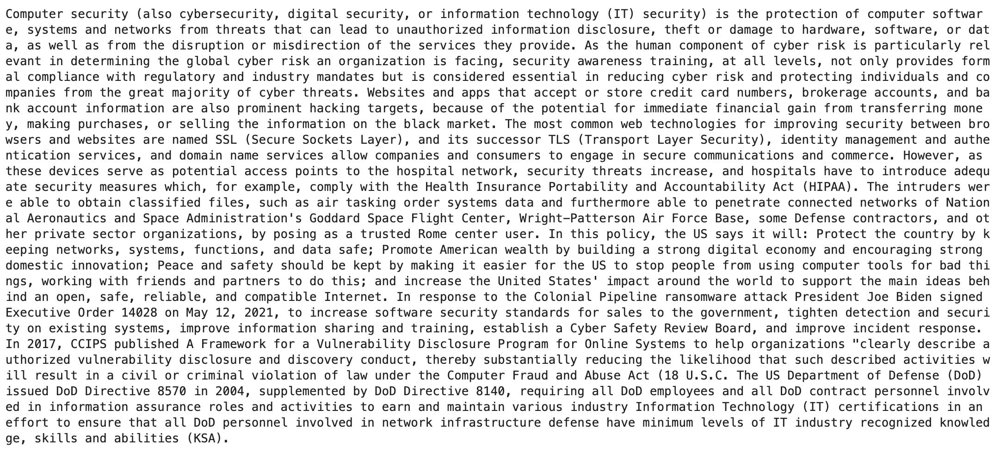 Computer security (also cybersecurity, digital security, or information technology (IT) security) is the protection of computer softwar
e, systems and networks from threats that can lead to unauthorized information disclosure, theft or damage to hardware, software, or dat
a, as well as from the disruption or misdirection of the services they provide. As the human component of cyber risk is particularly rel
evant in determining the global cyber risk an organization is facing, security awareness training, at all levels, not only provides form
al compliance with regulatory and industry mandates but is considered essential in reducing cyber risk and protecting individuals and co
mpanies from the great majority of cyber threats. Websites and apps that accept or store credit card numbers, brokerage accounts, and ba
nk account information are also prominent hacking targets, because of the potential for immediate financial gain from transferring mone
y, making purchases, or selling the information on the black market. The most common web technologies for improving security between bro
wsers and websites are named SSL (Secure Sockets Layer), and its successor TLS (Transport Layer Security), identity management and authe
ntication services, and domain name services allow companies and consumers to engage in secure communications and commerce. However, as
these devices serve as potential access points to the hospital network, security threats increase, and hospitals have to introduce adequ
ate security measures which, for example, comply with the Health Insurance Portability and Accountability Act (HIPAA). The intruders wer
e able to obtain classified files, such as air tasking order systems data and furthermore able to penetrate connected networks of Nation
al Aeronautics and Space Administration's Goddard Space Flight Center, Wright–Patterson Air Force Base, some Defense contractors, and ot
her private sector organizations, by posing as a trusted Rome center user. In this policy, the US says it will: Protect the country by k
eeping networks, systems, functions, and data safe; Promote American wealth by building a strong digital economy and encouraging strong
domestic innovation; Peace and safety should be kept by making it easier for the US to stop people from using computer tools for bad thi
ngs, working with friends and partners to do this; and increase the United States' impact around the world to support the main ideas beh
ind an open, safe, reliable, and compatible Internet. In response to the Colonial Pipeline ransomware attack President Joe Biden signed
Executive Order 14028 on May 12, 2021, to increase software security standards for sales to the government, tighten detection and securi
ty on existing systems, improve information sharing and training, establish a Cyber Safety Review Board, and improve incident response.
In 2017, CCIPS published A Framework for a Vulnerability Disclosure Program for Online Systems to help organizations "clearly describe a
uthorized vulnerability disclosure and discovery conduct, thereby substantially reducing the likelihood that such described activities w
ill result in a civil or criminal violation of law under the Computer Fraud and Abuse Act (18 U.S.C. The US Department of Defense (DoD)
issued DoD Directive 8570 in 2004, supplemented by DoD Directive 8140, requiring all DoD employees and all DoD contract personnel involv
ed in information assurance roles and activities to earn and maintain various industry Information Technology (IT) certifications in an
effort to ensure that all DoD personnel involved in network infrastructure defense have minimum levels of IT industry recognized knowled
ge, skills and abilities (KSA).